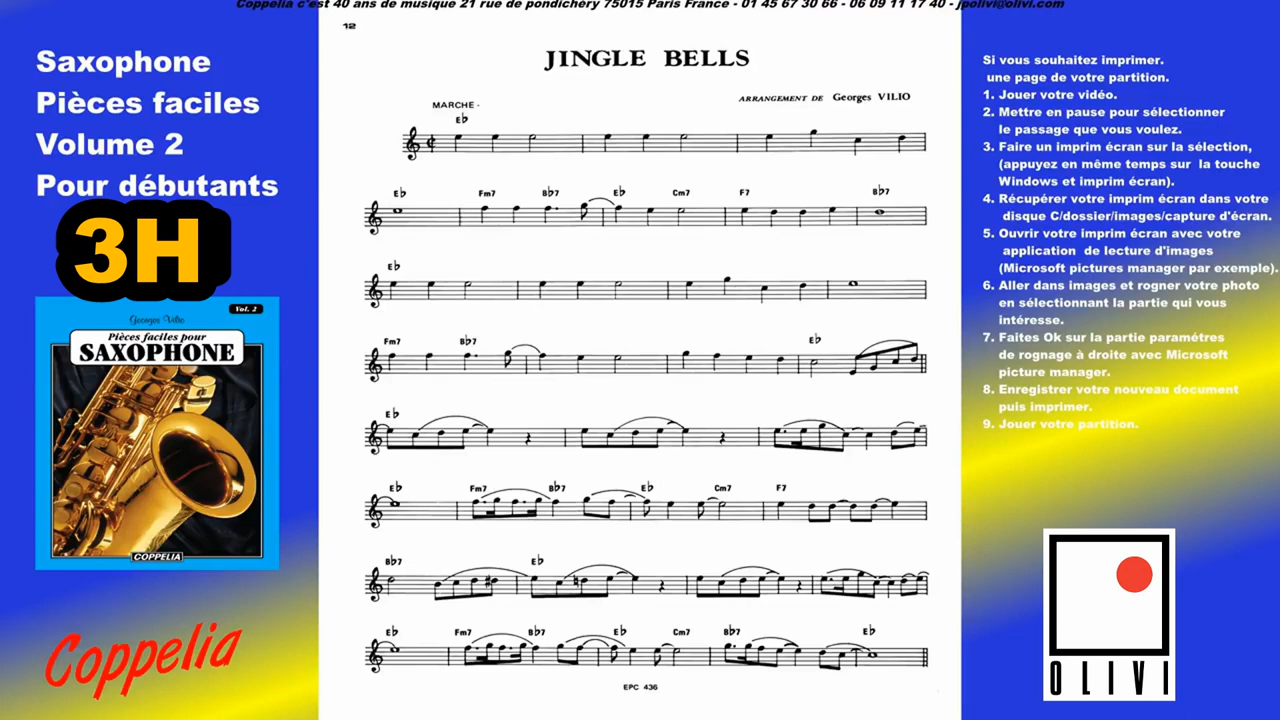 Coppelia c'est 40 ans de musique 21 rue de pondichéry 75015 Paris France - 01 45 67 30 66 - 06 09 11 17 40 - jpolivi@olivi.com
Saxophone
Pièces faciles
Volume 2
Pour débutants
3H
Vol. 2
Georges Vilio
Pièces faciles pour
SAXOPHONE
COPPELIA
Coppelia
12
JINGLE BELLS
ARRANGEMENT DE Georges VILIO
MARCHE -
Eb
Eb Fm7 Bb7 Eb Cm7 F7 Bb7
Eb
Fm7 Bb7 Eb
Eb
Eb Fm7 Bb7 Eb Cm7 F7
Bb7 Eb
Eb Fm7 Bb7 Eb Cm7 Bb7 Eb
EPC 436
Si vous souhaitez imprimer.
une page de votre partition.
1. Jouer votre vidéo.
2. Mettre en pause pour sélectionner
le passage que vous voulez.
3. Faire un imprim écran sur la sélection,
(appuyez en même temps sur la touche
Windows et imprim écran).
4. Récupérer votre imprim écran dans votre
disque C/dossier/images/capture d'écran.
5. Ouvrir votre imprim écran avec votre
application de lecture d'images
(Microsoft pictures manager par exemple).
6. Aller dans images et rogner votre photo
en sélectionnant la partie qui vous
intéresse.
7. Faites Ok sur la partie paramétres
de rognage à droite avec Microsoft
picture manager.
8. Enregistrer votre nouveau document
puis imprimer.
9. Jouer votre partition.
OLIVI